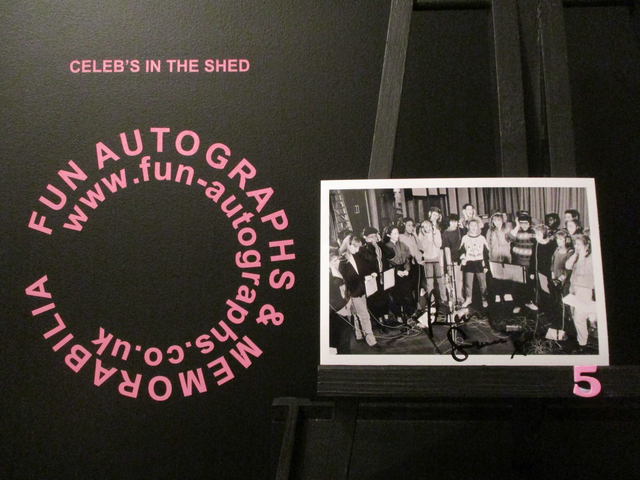 CELEB'S IN THE SHED
FUN AUTOGRAPHS & MEMORABILIA
www.fun-autographs.co.uk
5